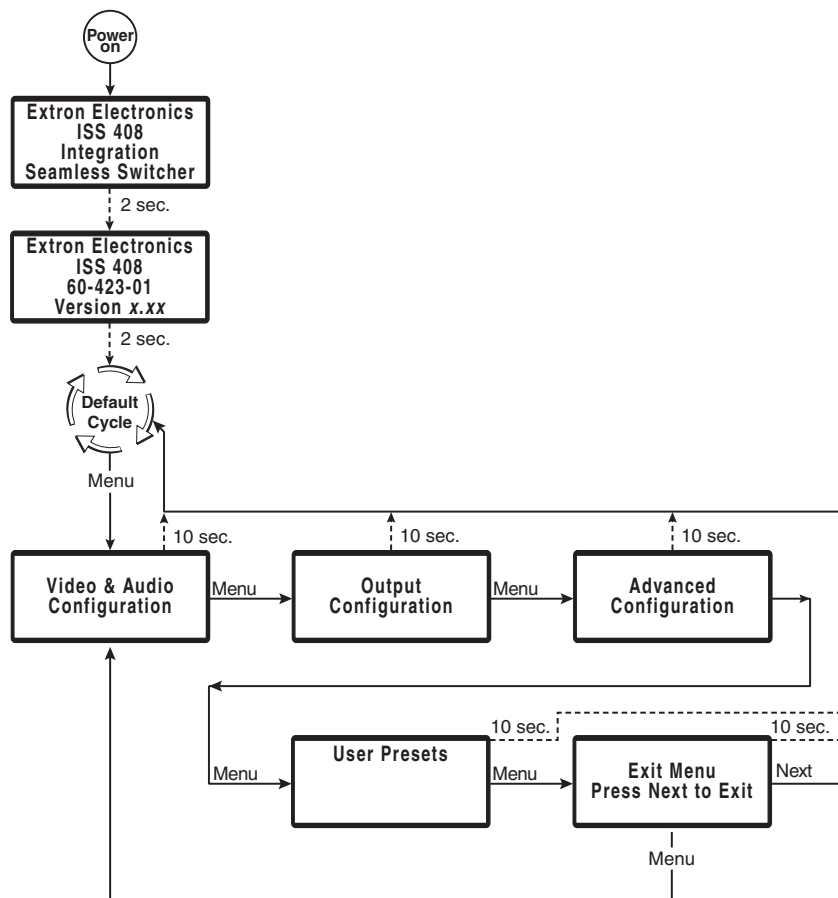 Power
on
Extron Electronics
ISS 408
Integration
Seamless Switcher
2 sec.
Extron Electronics
ISS 408
60-423-01
Version x.xx
2 sec.
Default
Cycle
Menu
10 sec.
10 sec.
10 sec.
Video & Audio
Configuration
Menu
Output
Configuration
Menu
Advanced
Configuration
10 sec.
10 sec.
Menu
User Presets
Menu
Exit Menu
Press Next to Exit
Next
Menu